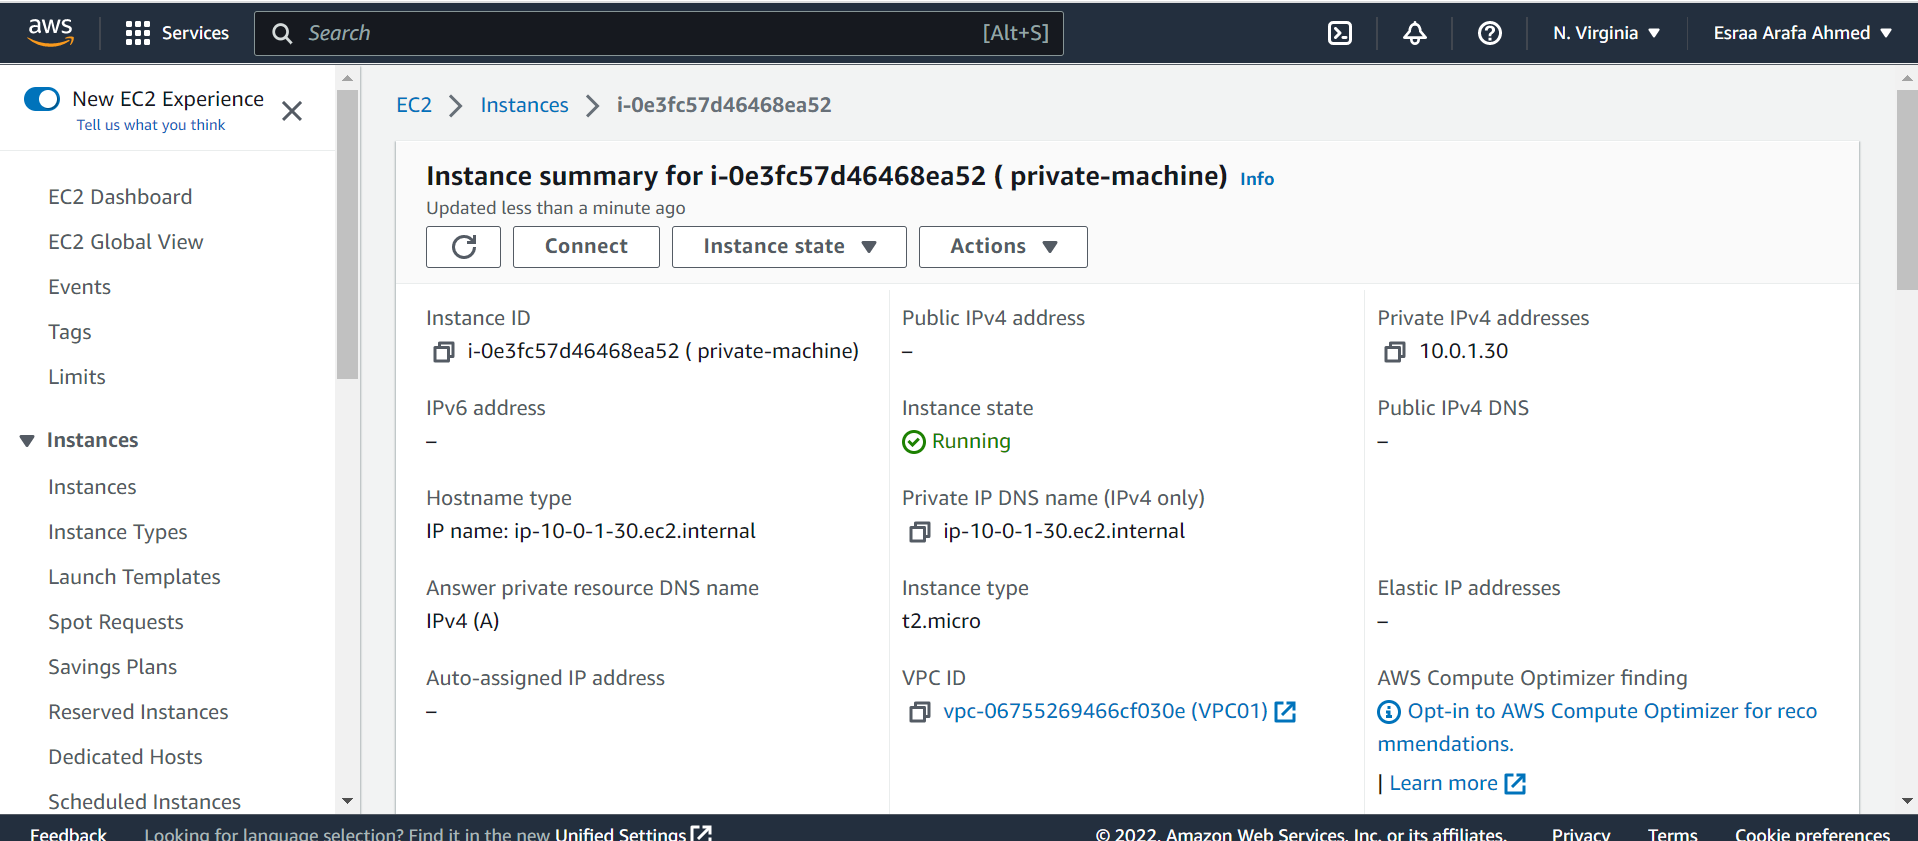 aws
Services
Search
[Alt+S]
N. Virginia
Esraa Arafa Ahmed
New EC2 Experience
Tell us what you think
EC2 Dashboard
EC2 Global View
Events
Tags
Limits
Instances
Instances
Instance Types
Launch Templates
Spot Requests
Savings Plans
Reserved Instances
Dedicated Hosts
Scheduled Instances
EC2 > Instances > i-0e3fc57d46468ea52
Instance summary for i-0e3fc57d46468ea52 ( private-machine) Info
Updated less than a minute ago
Connect
Instance state
Actions
Instance ID
i-0e3fc57d46468ea52 ( private-machine)
Public IPv4 address
–
Private IPv4 addresses
10.0.1.30
IPv6 address
–
Instance state
Running
Public IPv4 DNS
–
Hostname type
IP name: ip-10-0-1-30.ec2.internal
Private IP DNS name (IPv4 only)
ip-10-0-1-30.ec2.internal
Answer private resource DNS name
IPv4 (A)
Instance type
t2.micro
Elastic IP addresses
–
Auto-assigned IP address
–
VPC ID
vpc-06755269466cf030e (VPC01)
AWS Compute Optimizer finding
Opt-in to AWS Compute Optimizer for reco
mmendations.
| Learn more
Feedback
Looking for language selection? Find it in the new Unified Settings
© 2022, Amazon Web Services, Inc. or its affiliates.
Privacy
Terms
Cookie preferences